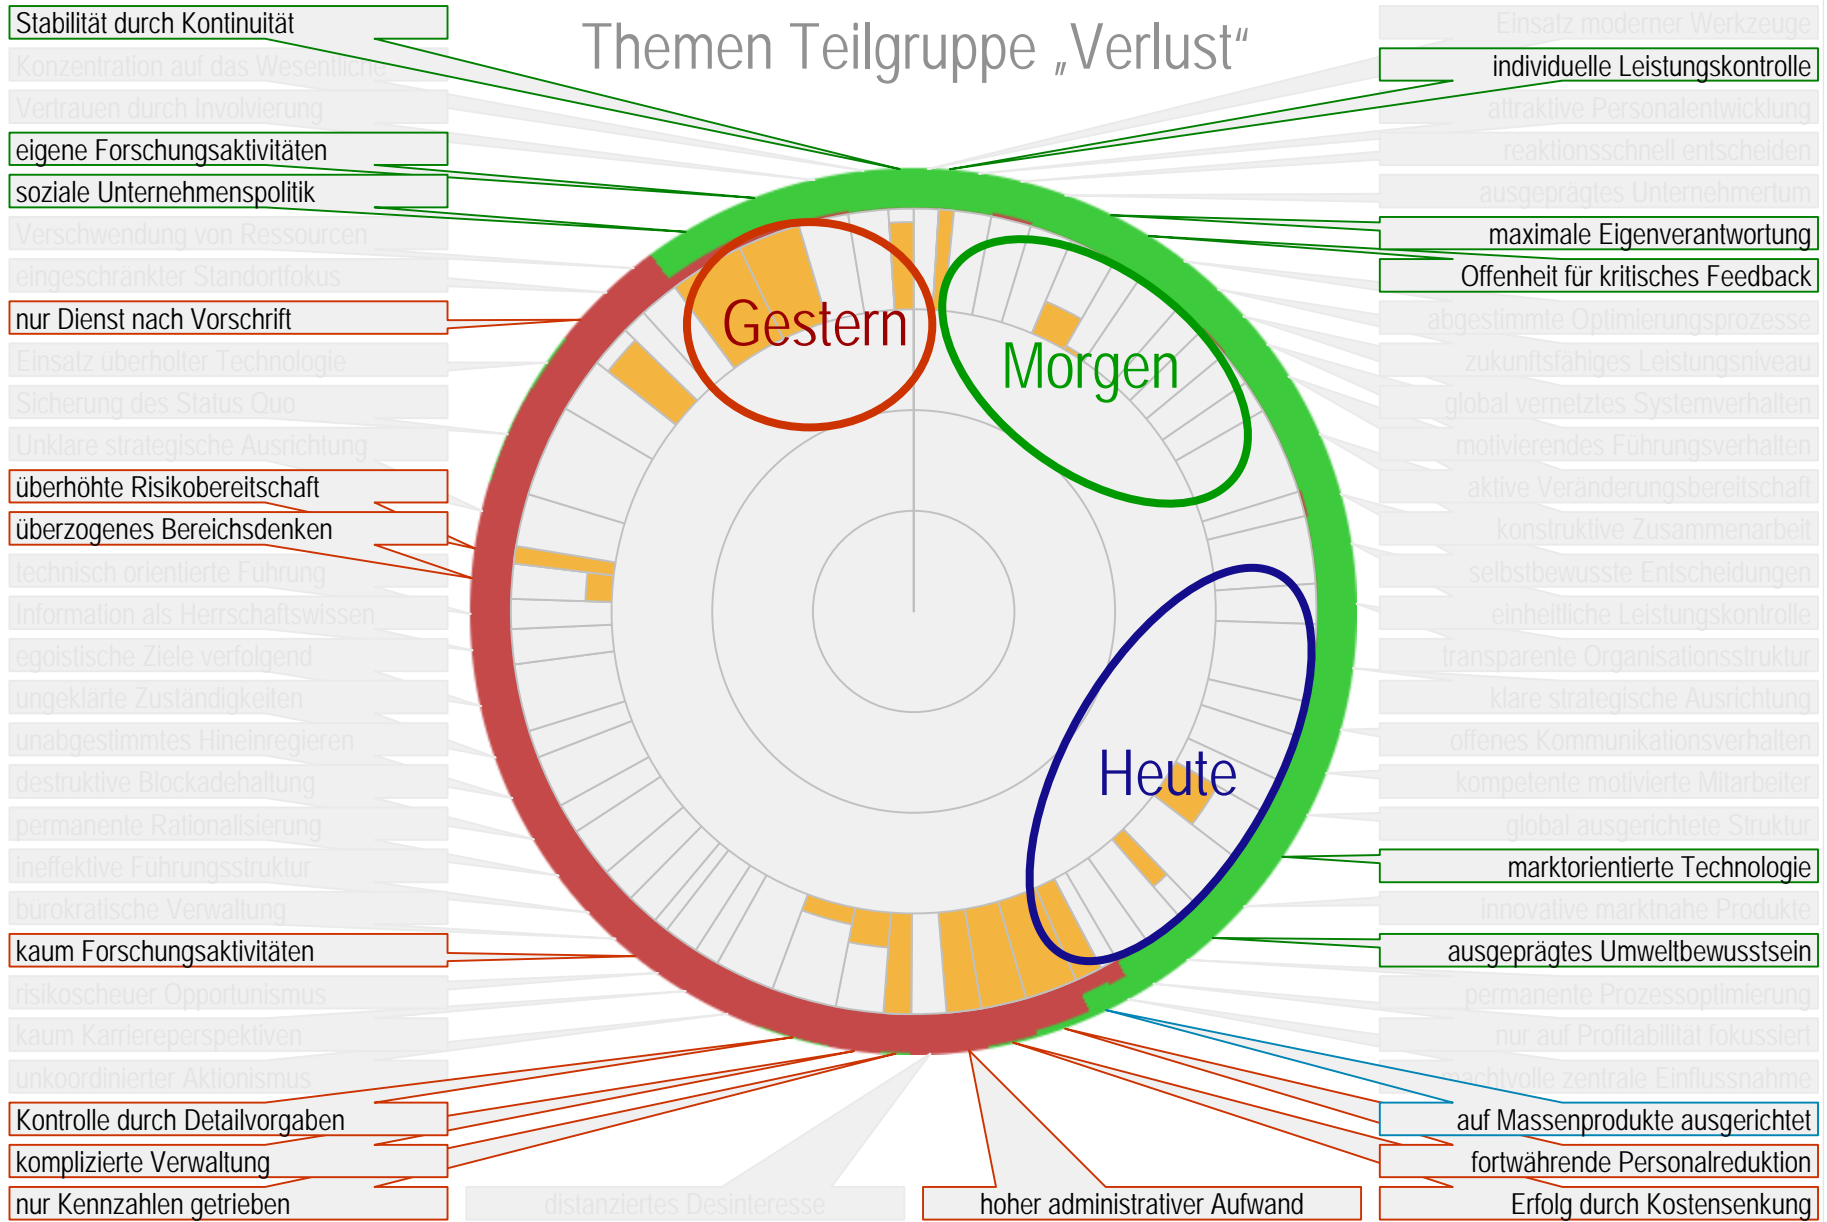 Themen Teilgruppe „Verlust“
Stabilität durch Kontinuität
Konzentration auf das Wesentliche
Vertrauen durch Involvierung
eigene Forschungsaktivitäten
soziale Unternehmenspolitik
Verschwendung von Ressourcen
eingeschränkter Standortfokus
nur Dienst nach Vorschrift
Einsatz überholter Technologie
Sicherung des Status Quo
Unklare strategische Ausrichtung
überhöhte Risikobereitschaft
überzogenes Bereichsdenken
technisch orientierte Führung
Information als Herrschaftswissen
egoistische Ziele verfolgend
ungeklärte Zuständigkeiten
unabgestimmtes Hineinregieren
destruktive Blockadehaltung
permanente Rationalisierung
ineffektive Führungsstruktur
bürokratische Verwaltung
kaum Forschungsaktivitäten
risikoscheuer Opportunismus
kaum Karriereperspektiven
unkoordinierter Aktionismus
Kontrolle durch Detailvorgaben
komplizierte Verwaltung
nur Kennzahlen getrieben
Gestern
Morgen
Heute
distanziertes Desinteresse
hoher administrativer Aufwand
Einsatz moderner Werkzeuge
individuelle Leistungskontrolle
attraktive Personalentwicklung
reaktionsschnell entscheiden
ausgeprägtes Unternehmertum
maximale Eigenverantwortung
Offenheit für kritisches Feedback
abgestimmte Optimierungsprozesse
zukunftsfähiges Leistungsniveau
global vernetztes Systemverhalten
motivierendes Führungsverhalten
aktive Veränderungsbereitschaft
konstruktive Zusammenarbeit
selbstbewusste Entscheidungen
einheitliche Leistungskontrolle
transparente Organisationsstruktur
klare strategische Ausrichtung
offenes Kommunikationsverhalten
kompetente motivierte Mitarbeiter
global ausgerichtete Struktur
marktorientierte Technologie
innovative marktnahe Produkte
ausgeprägtes Umweltbewusstsein
permanente Prozessoptimierung
nur auf Profitabilität fokussiert
machtvolle zentrale Einflussnahme
auf Massenprodukte ausgerichtet
fortwährende Personalreduktion
Erfolg durch Kostensenkung